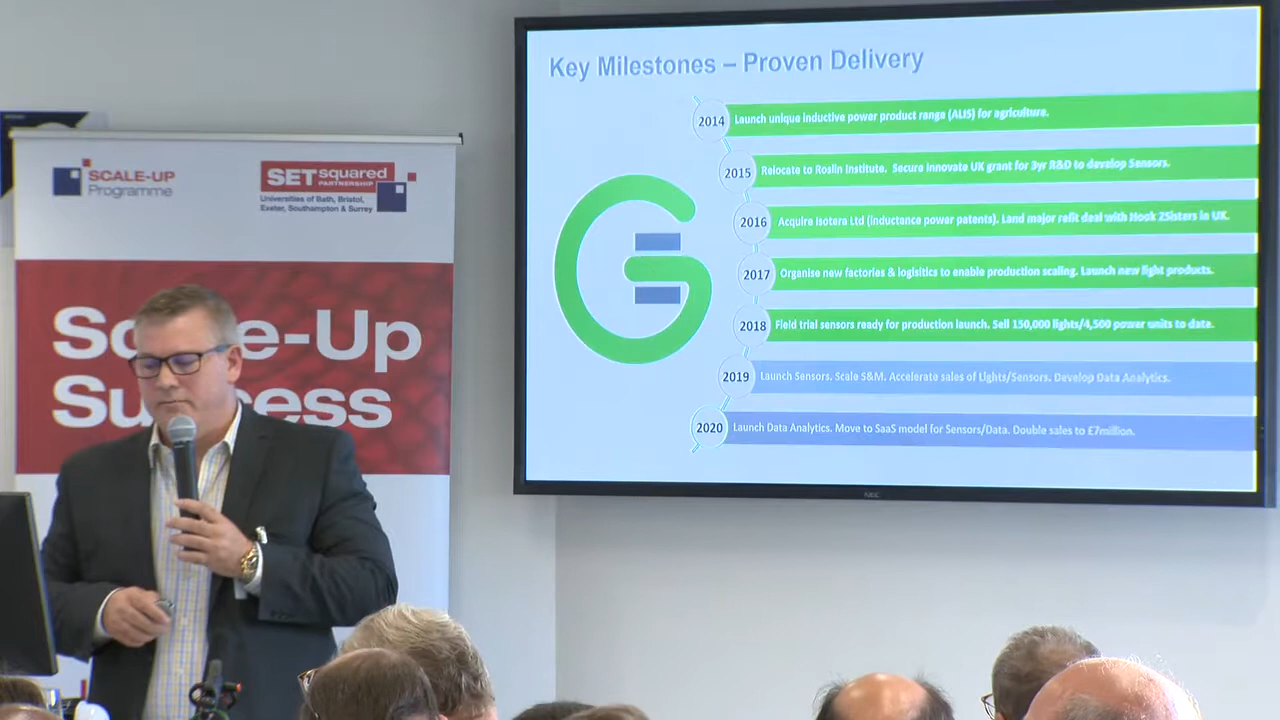 Key Milestones – Proven Delivery
2014 Launch unique inductive power product range (ALIS) for agriculture.
2015 Relocate to Roslin Institute. Secure Innovate UK grant for 3yr R&D to develop Sensors.
2016 Acquire Isotera Ltd (inductance power patents). Land major refit deal with Hook 2Sisters in UK.
2017 Organise new factories & logisitics to enable production scaling. Launch new light products.
2018 Field trial sensors ready for production launch. Sell 150,000 lights/4,500 power units to date.
2019 Launch Sensors. Scale S&M. Accelerate sales of Lights/Sensors. Develop Data Analytics.
2020 Launch Data Analytics. Move to SaaS model for Sensors/Data. Double sales to £7million.
NEC
SCALE-UP
Programme
SETsquared
PARTNERSHIP
Universities of Bath, Bristol,
Exeter, Southampton & Surrey
Sc e-Up
Su ess